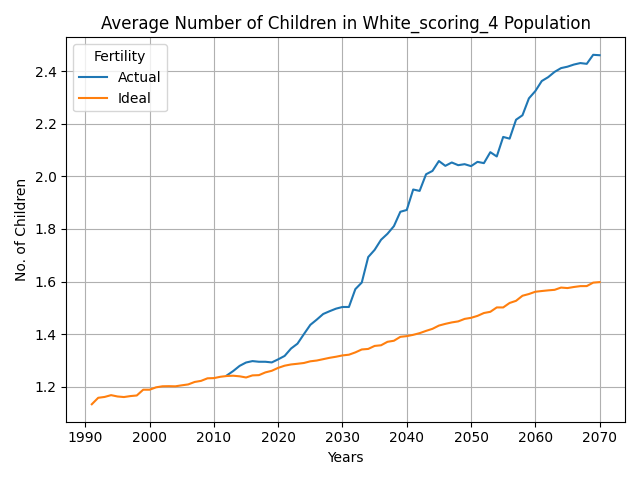 Average Number of Children in White_scoring_4 Population
Fertility
Actual
Ideal
No. of Children
2.4
2.2
2.0
1.8
1.6
1.4
1.2
1990 2000 2010 2020 2030 2040 2050 2060 2070
Years